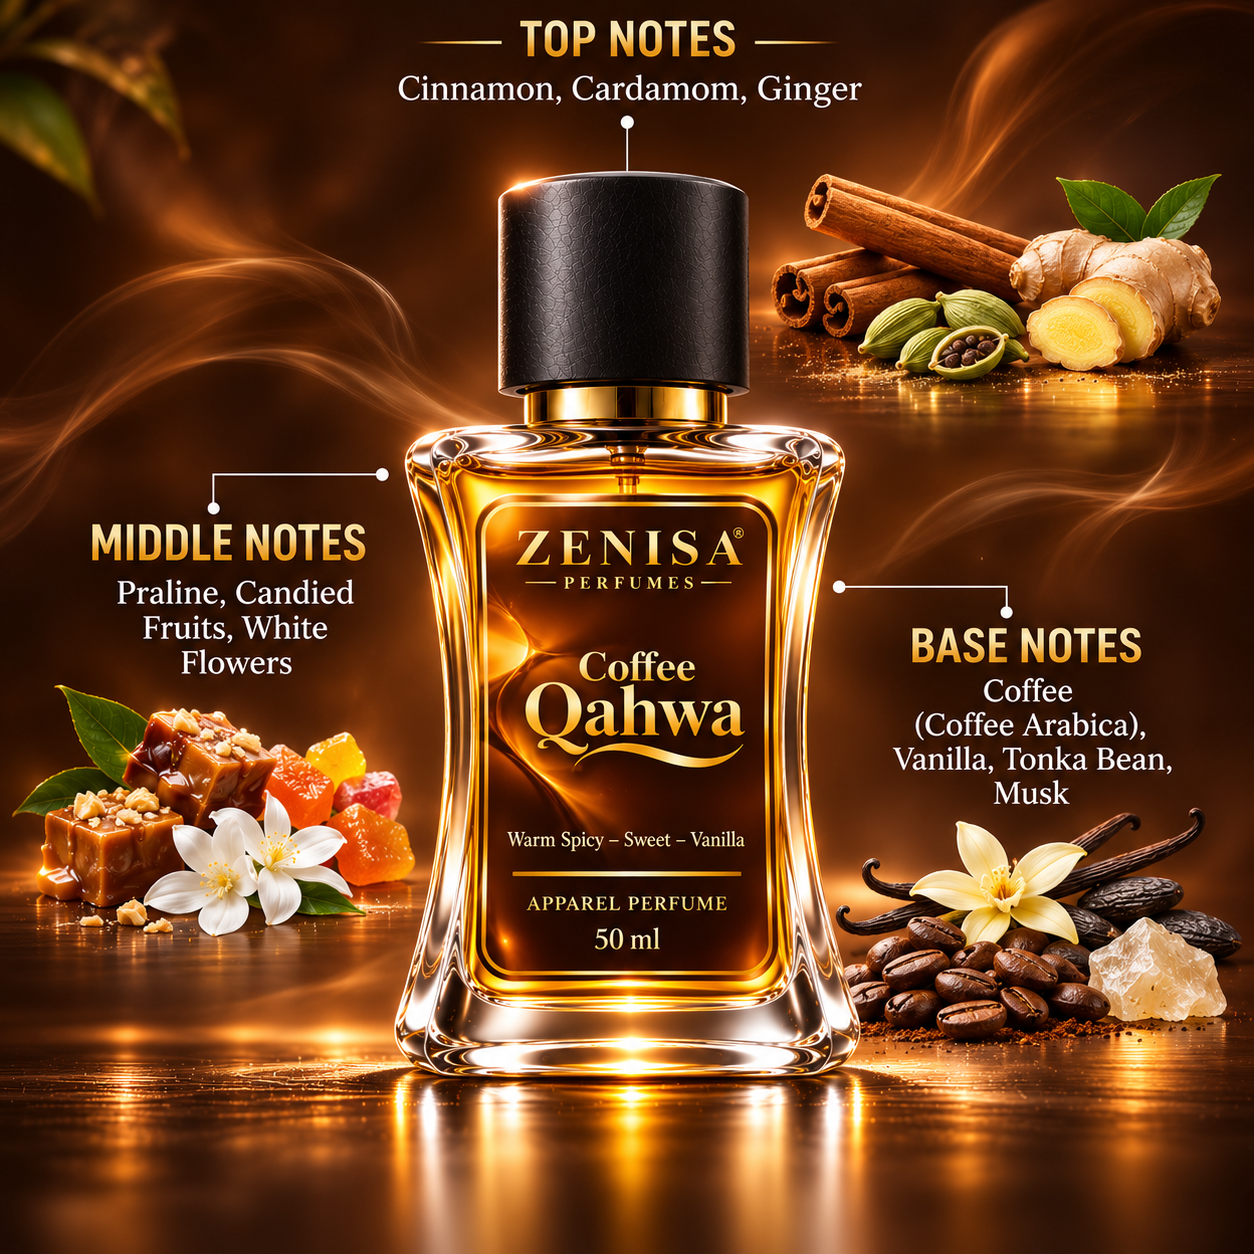 TOP NOTES
Cinnamon, Cardamom, Ginger
MIDDLE NOTES
Praline, Candied
Fruits, White
Flowers
ZENISA®
PERFUMES
Coffee
Qahwa
Warm Spicy – Sweet – Vanilla
APPAREL PERFUME
50 ml
BASE NOTES
Coffee
(Coffee Arabica),
Vanilla, Tonka Bean,
Musk